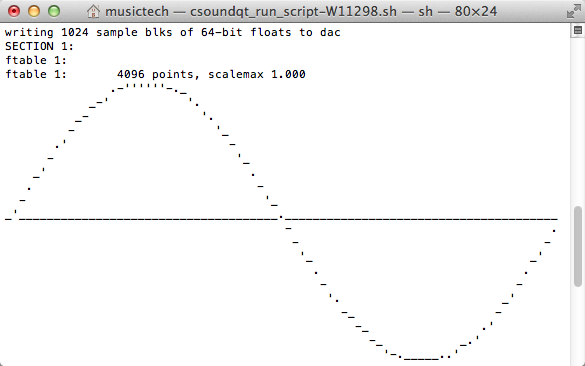 musictech — csoundqt_run_script-W11298.sh — sh — 80×24
writing 1024 sample blks of 64-bit floats to dac
SECTION 1:
ftable 1:
ftable 1:       4096 points, scalemax 1.000